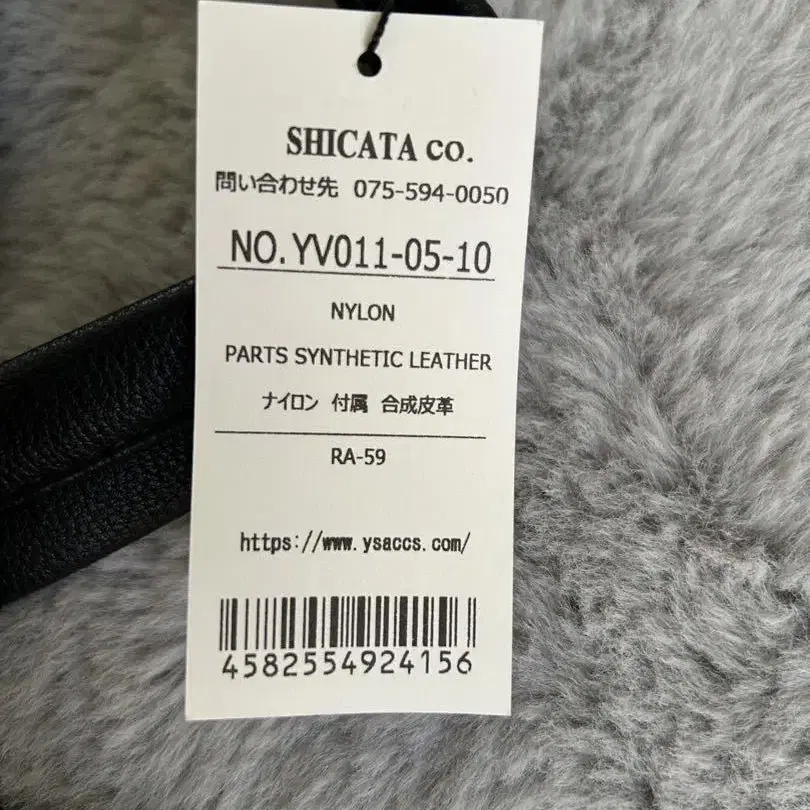 SHICATA CO.
問い合わせ先 075-594-0050
NO.YV011-05-10
NYLON
PARTS SYNTHETIC LEATHER
ナイロン 付属 合成皮革
RA-59
https://www.ysaccs.com/
4582554924156